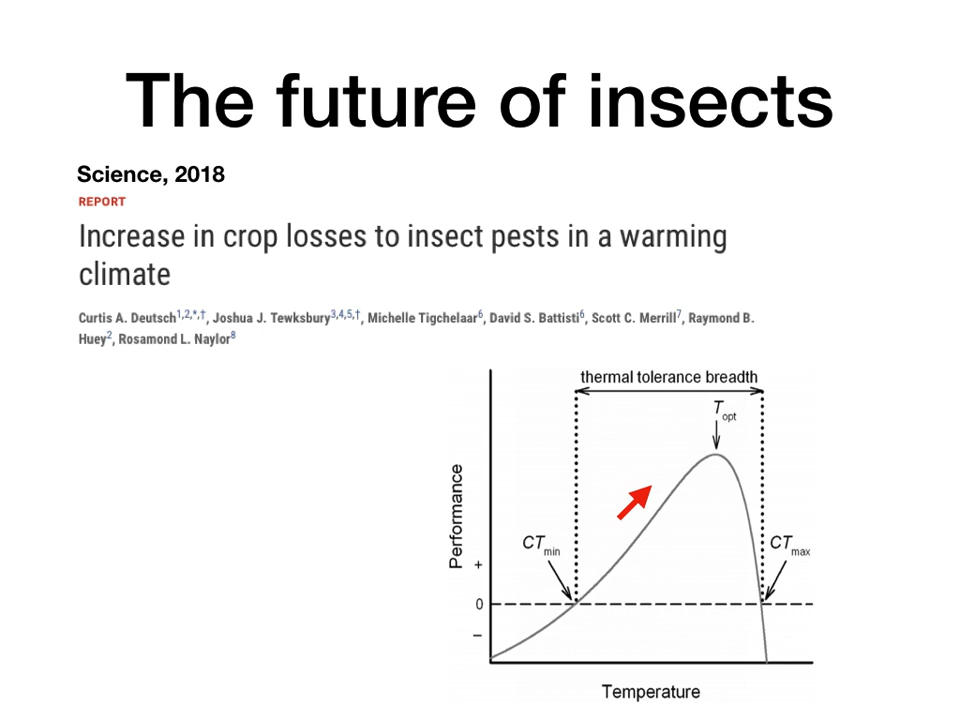 The future of insects
Science, 2018
REPORT
Increase in crop losses to insect pests in a warming
climate
Curtis A. Deutsch1,2,*,†, Joshua J. Tewksbury3,4,5,†, Michelle Tigchelaar6, David S. Battisti6, Scott C. Merrill7, Raymond B.
Huey2, Rosamond L. Naylor8
thermal tolerance breadth
Topt
Performance
CTmin
CTmax
+
0
–
Temperature